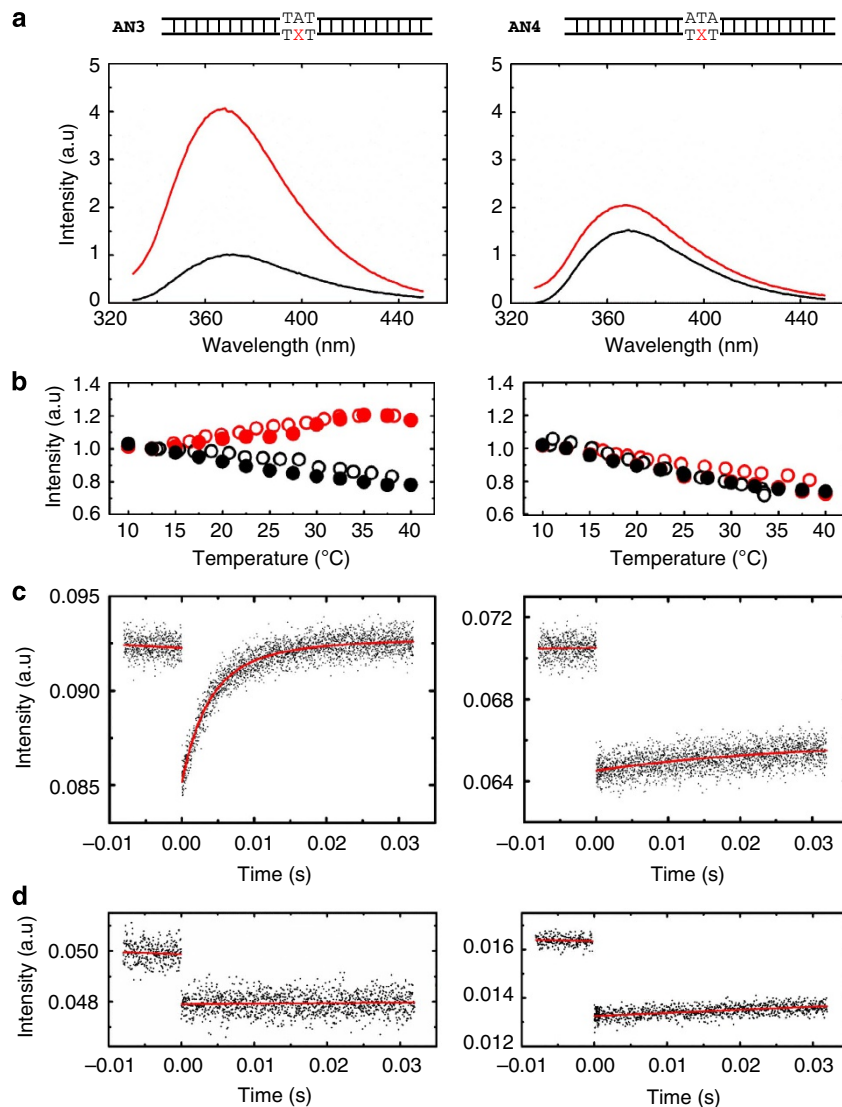 a
AN3
TAT
TXT
AN4
ATA
TXT
5
4
3
2
1
0
Intensity (a.u)
320
360
400
440
Wavelength (nm)
5
4
3
2
1
0
320
360
400
440
Wavelength (nm)
b
1.4
1.2
1.0
0.8
0.6
Intensity (a.u)
10 15 20 25 30 35 40
Temperature (°C)
1.4
1.2
1.0
0.8
0.6
10 15 20 25 30 35 40
Temperature (°C)
c
0.095
0.090
0.085
Intensity (a.u)
–0.01 0.00 0.01 0.02 0.03
Time (s)
0.072
0.068
0.064
–0.01 0.00 0.01 0.02 0.03
Time (s)
d
0.050
0.048
Intensity (a.u)
–0.01 0.00 0.01 0.02 0.03
Time (s)
0.016
0.014
0.012
–0.01 0.00 0.01 0.02 0.03
Time (s)